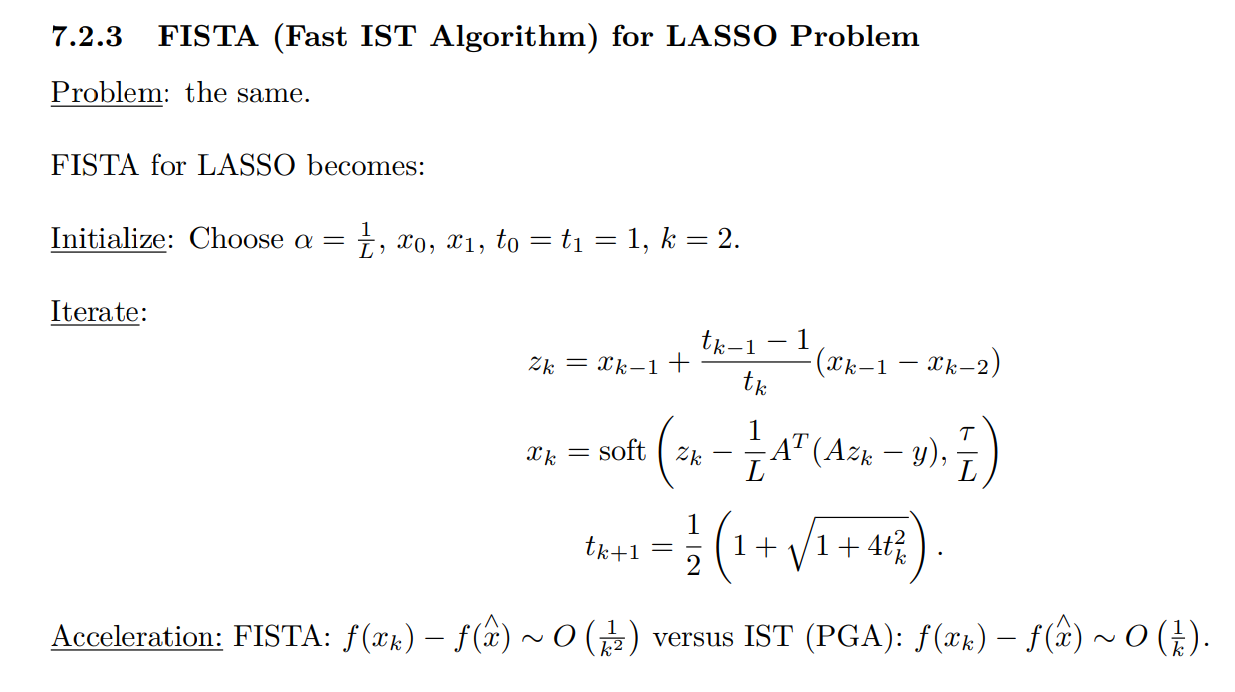 7.2.3 FISTA (Fast IST Algorithm) for LASSO Problem
Problem: the same.
FISTA for LASSO becomes:
Initialize: Choose $\alpha = \frac{1}{L}$, $x_0$, $x_1$, $t_0 = t_1 = 1$, $k = 2$.
Iterate:
$z_k = x_{k-1} + \frac{t_{k-1} - 1}{t_k}(x_{k-1} - x_{k-2})$
$x_k = \text{soft}\left(z_k - \frac{1}{L}A^T(Az_k - y), \frac{\tau}{L}\right)$
$t_{k+1} = \frac{1}{2}\left(1 + \sqrt{1 + 4t_k^2}\right).$
Acceleration: FISTA: $f(x_k) - f(\hat{x}) \sim O\left(\frac{1}{k^2}\right)$ versus IST (PGA): $f(x_k) - f(\hat{x}) \sim O\left(\frac{1}{k}\right)$.